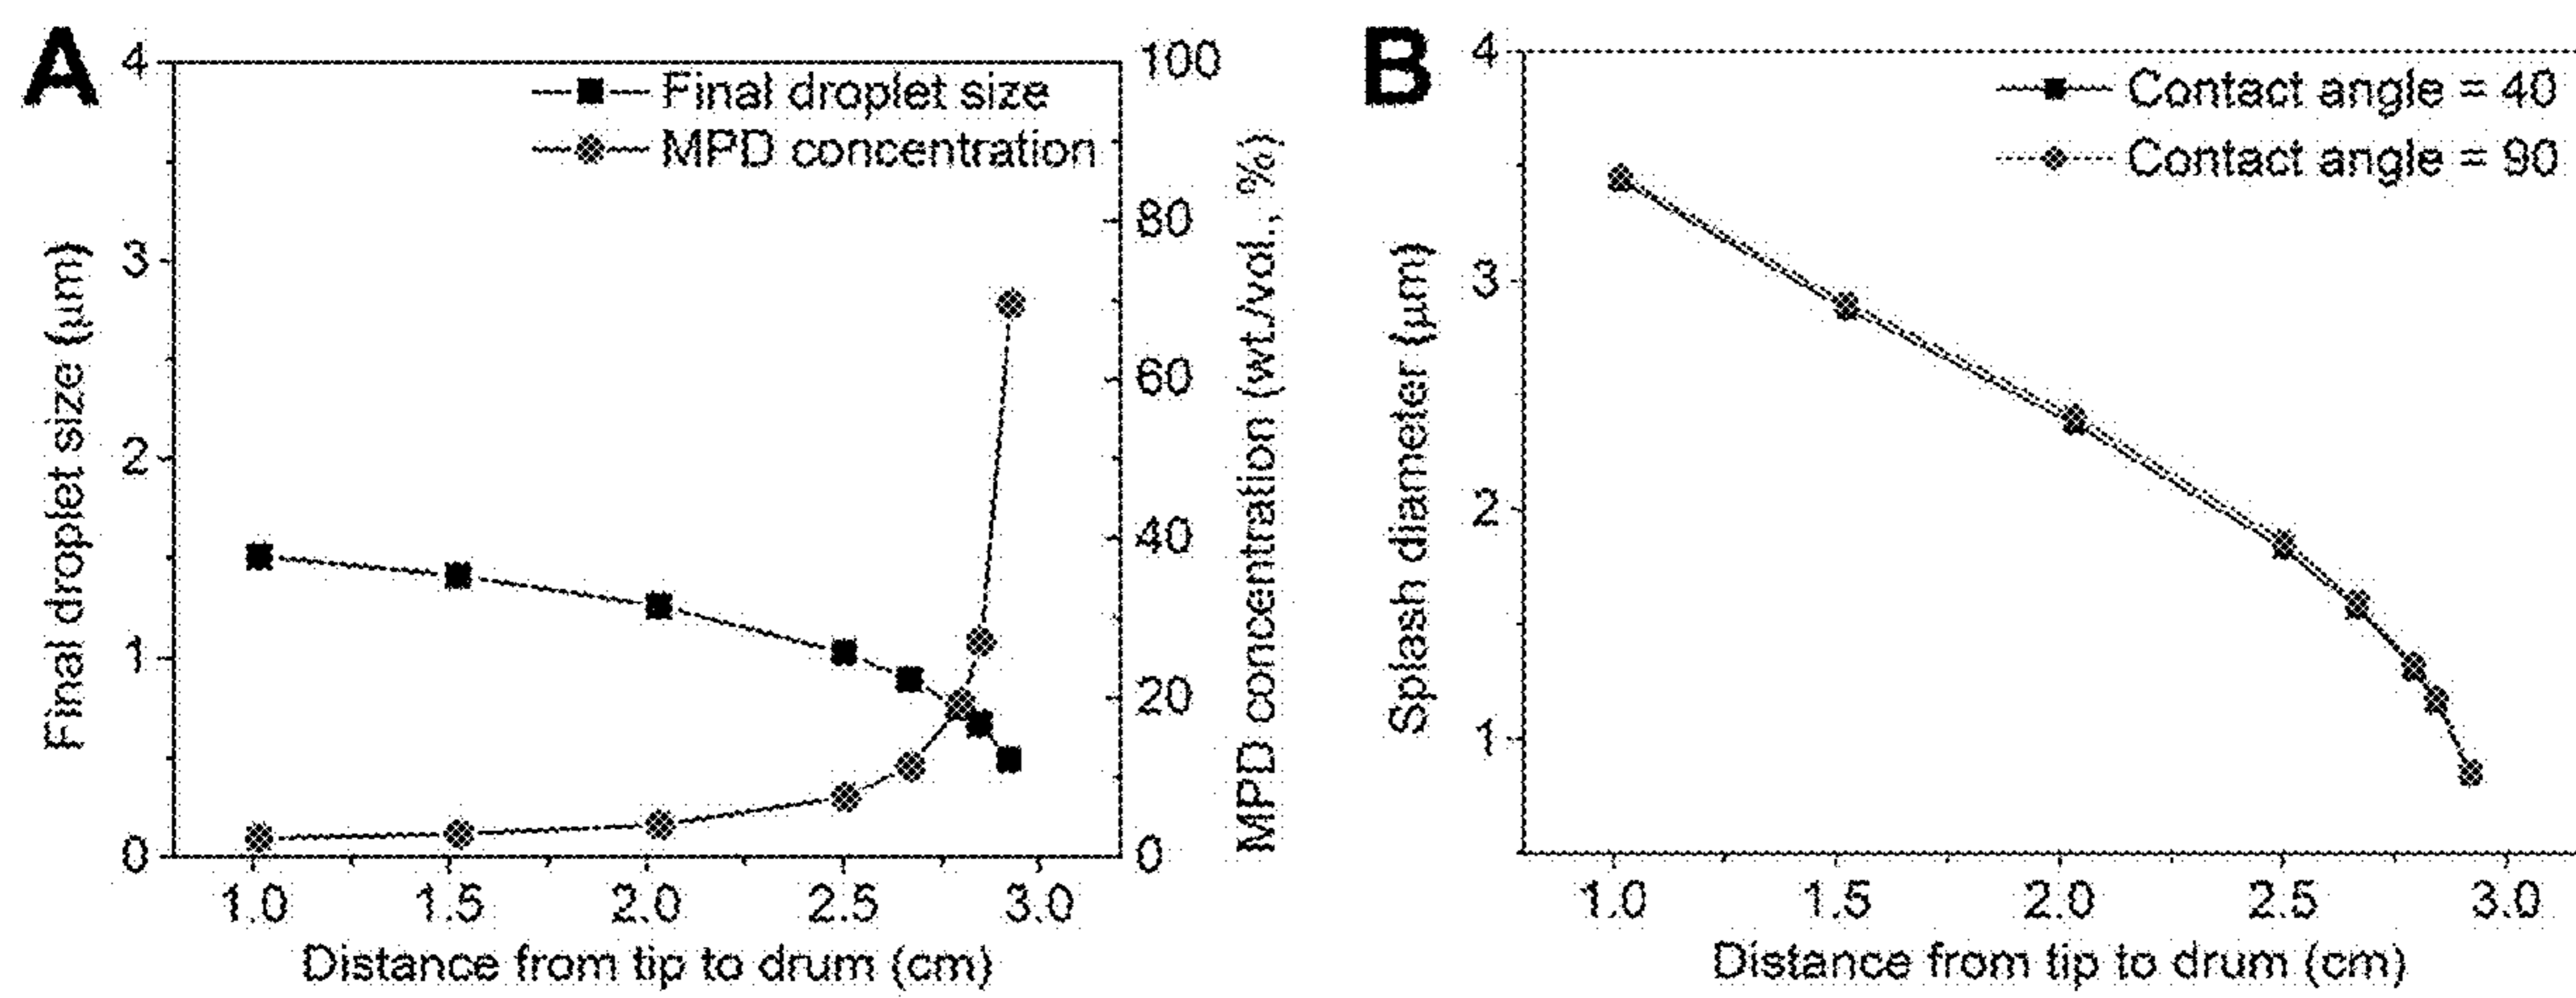 A
Final droplet size
MPD concentration
4
3
2
1
0
Final droplet size (μm)
100
80
60
40
20
0
MPD concentration (wt./vol., %)
1.0 1.5 2.0 2.5 3.0
Distance from tip to drum (cm)
B
Contact angle = 40
Contact angle = 90
4
3
2
1
Splash diameter (μm)
1.0 1.5 2.0 2.5 3.0
Distance from tip to drum (cm)